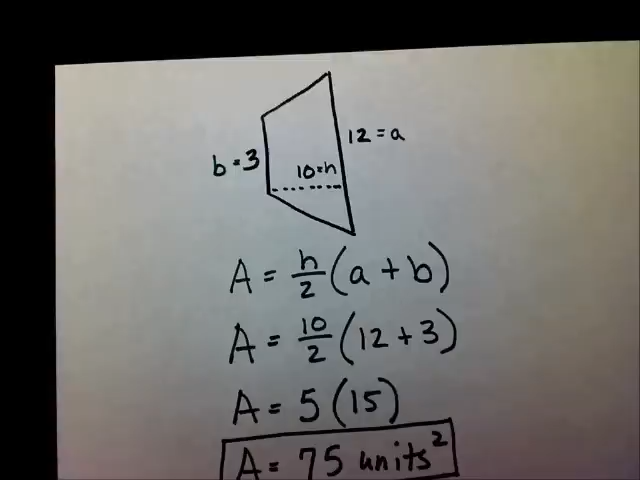 12 = a
b = 3
10 = h
A = h/2 (a + b)
A = 10/2 (12 + 3)
A = 5 (15)
A = 75 units²